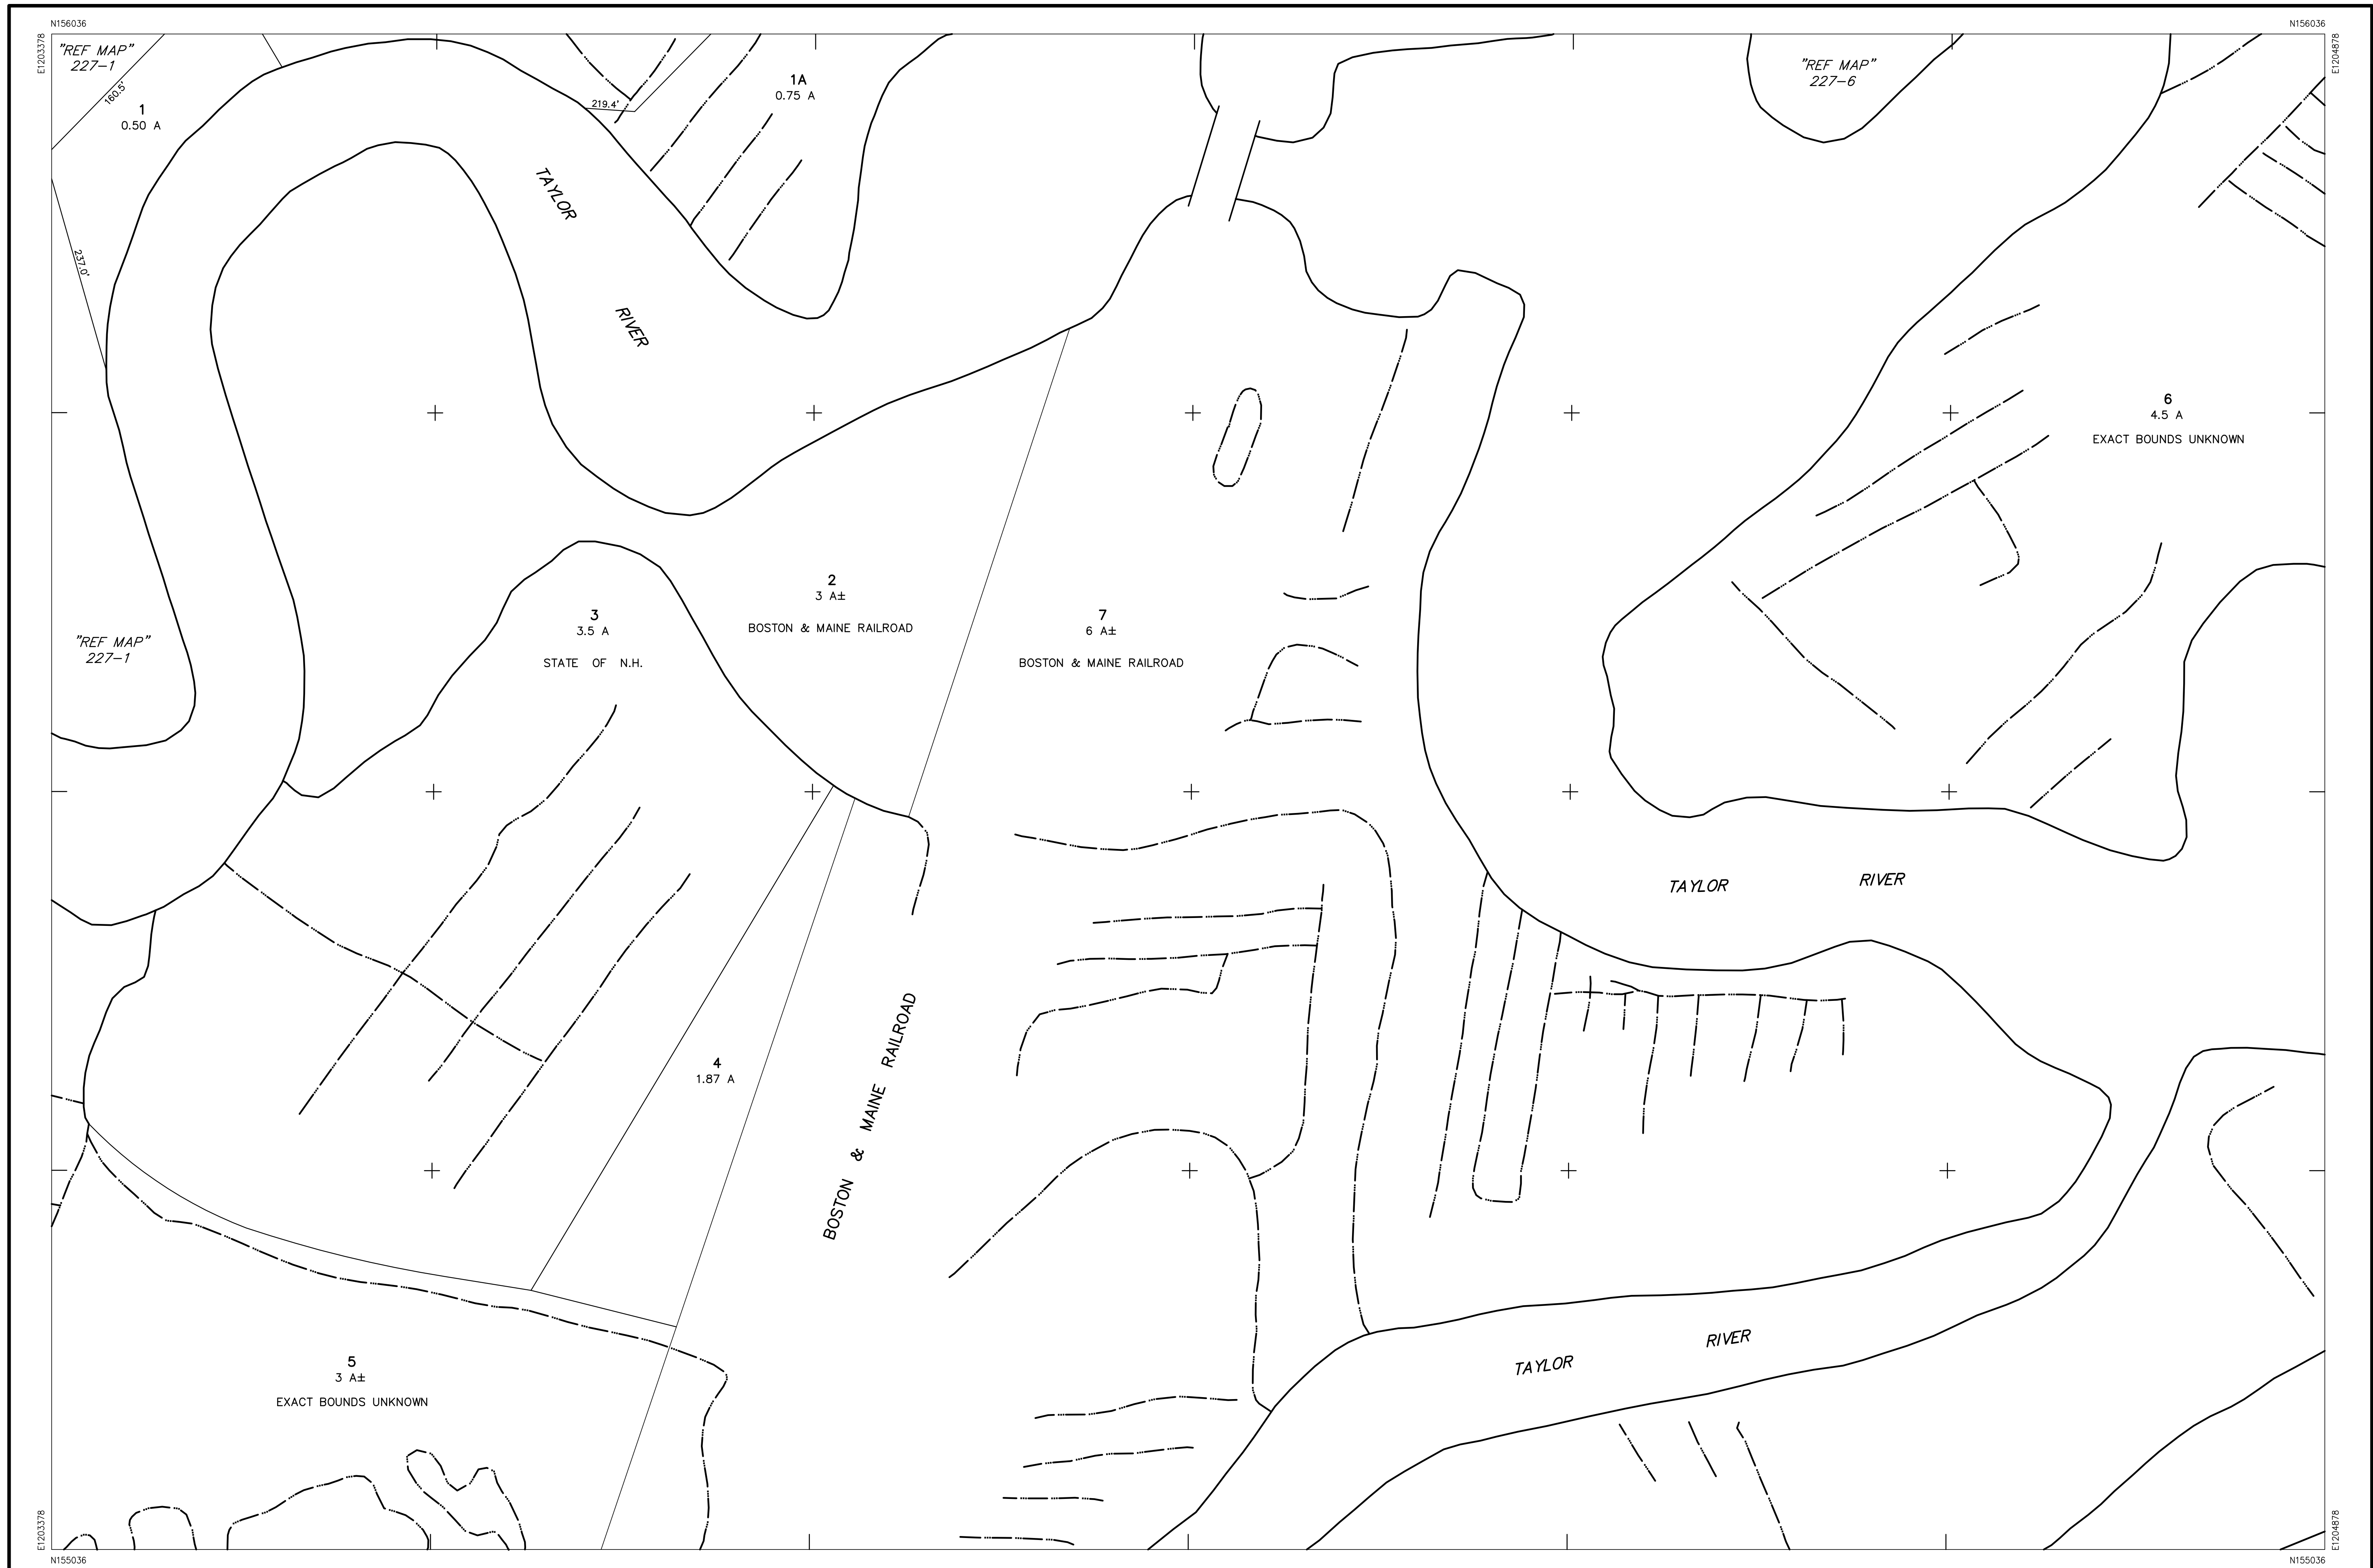 N156036
N156036
E1203378
E1204878
"REF MAP"
227-1
160.5'
1
0.50 A
219.4'
1A
0.75 A
"REF MAP"
227-6
TAYLOR
RIVER
237.0'
6
4.5 A
EXACT BOUNDS UNKNOWN
2
3 A±
BOSTON & MAINE RAILROAD
3
3.5 A
STATE OF N.H.
7
6 A±
BOSTON & MAINE RAILROAD
"REF MAP"
227-1
TAYLOR RIVER
4
1.87 A
BOSTON & MAINE RAILROAD
TAYLOR RIVER
5
3 A±
EXACT BOUNDS UNKNOWN
E1203378
E1204878
N155036
N155036